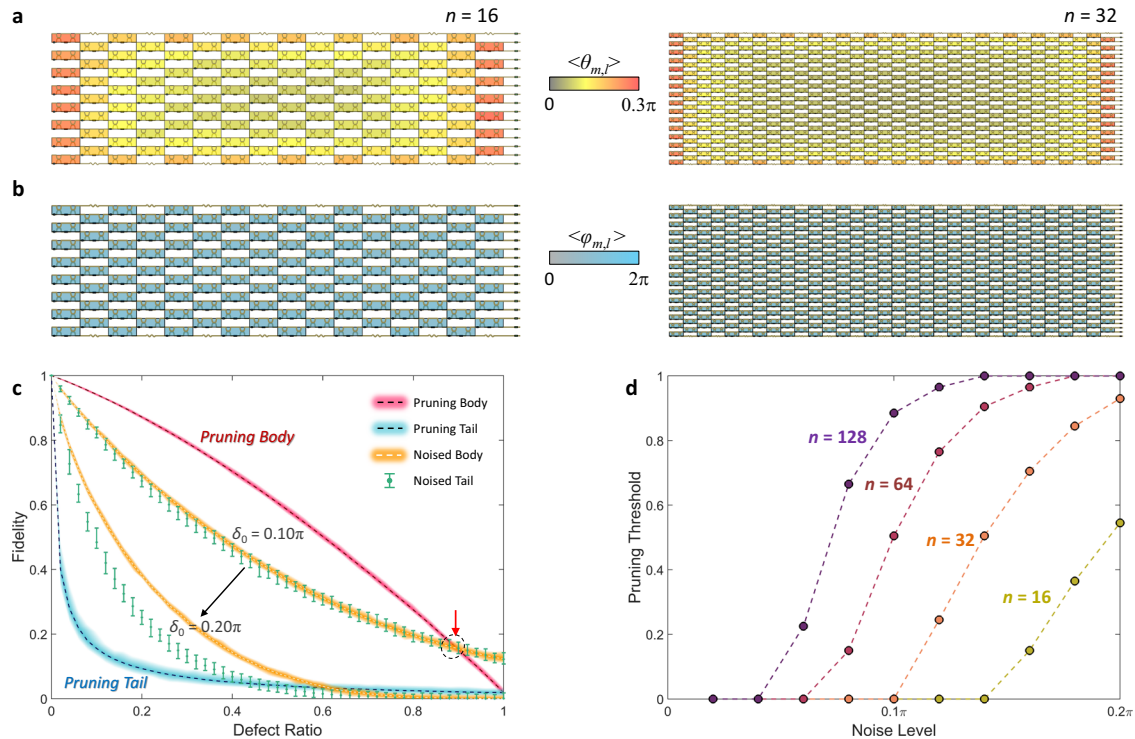 a
n = 16
n = 32
<θm,l>
0
0.3π
b
<φm,l>
0
2π
c
1
0.8
0.6
0.4
0.2
0
0
0.2
0.4
0.6
0.8
1
Fidelity
Defect Ratio
Pruning Body
Pruning Tail
δ0 = 0.10π
δ0 = 0.20π
Pruning Body
Pruning Tail
Noised Body
Noised Tail
d
1
0.8
0.6
0.4
0.2
0
0
0.1π
0.2π
Pruning Threshold
Noise Level
n = 128
n = 64
n = 32
n = 16